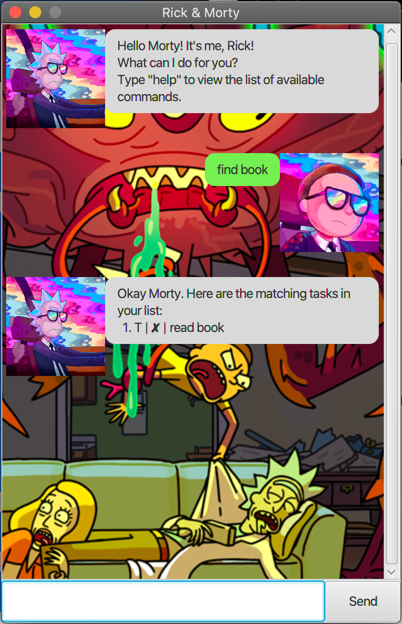 Rick & Morty
Hello Morty! It's me, Rick!
What can I do for you?
Type "help" to view the list of available
commands.
find book
Okay Morty. Here are the matching tasks in
your list:
1. T | ✘ | read book
Send